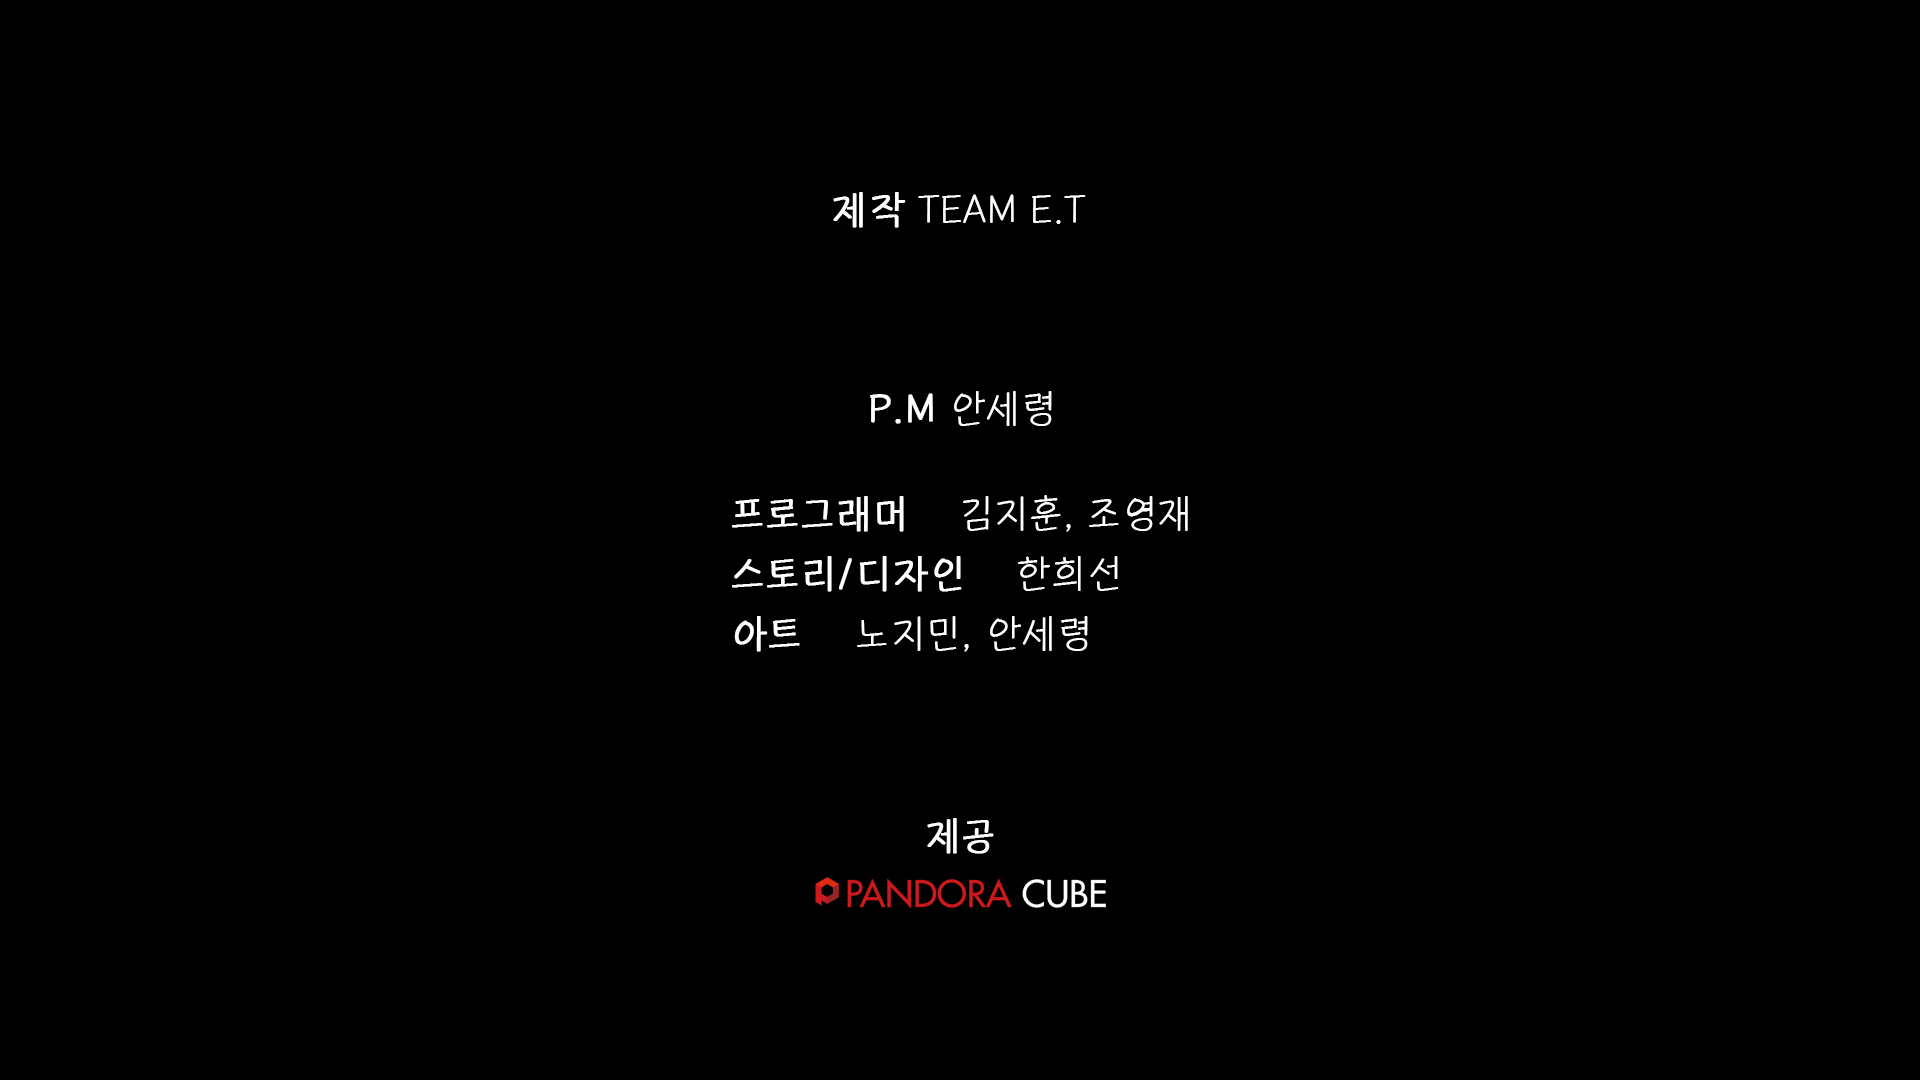 제작 TEAM E.T
P.M 안세령
프로그래머 김지훈, 조영재
스토리/디자인 한희선
아트 노지민, 안세령
제공
PANDORA CUBE